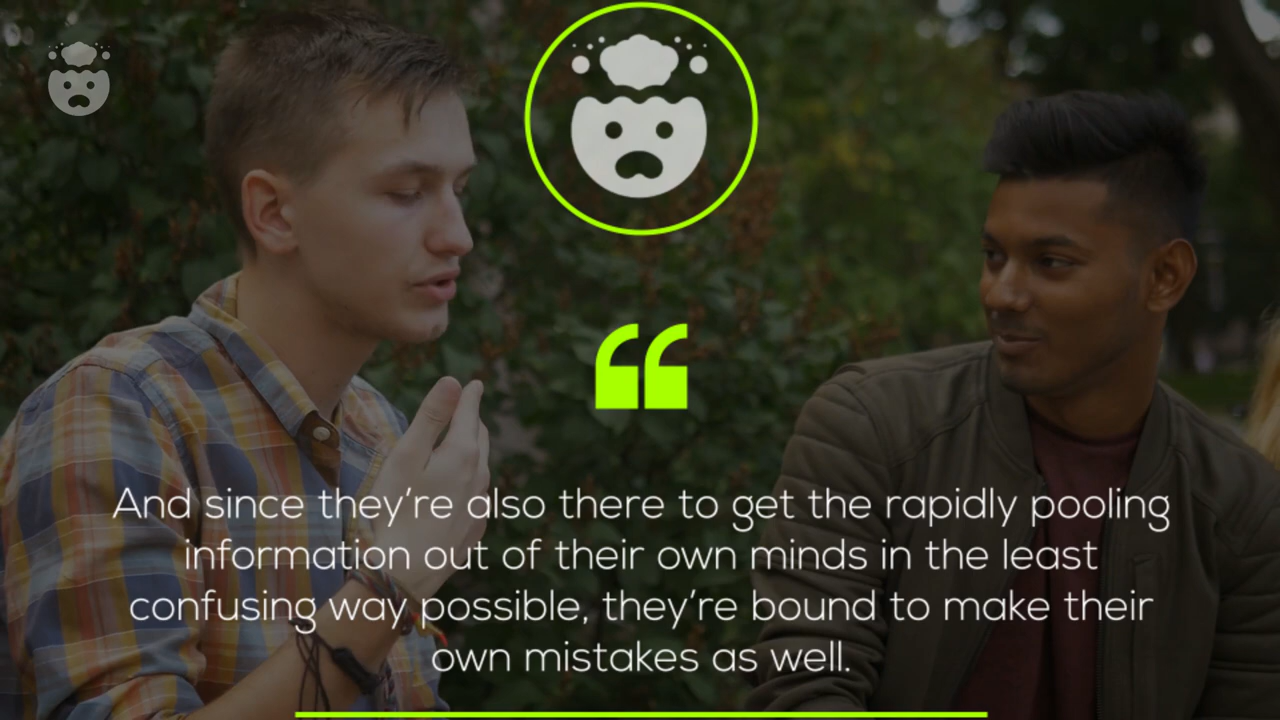 And since they're also there to get the rapidly pooling
information out of their own minds in the least
confusing way possible, they're bound to make their
own mistakes as well.